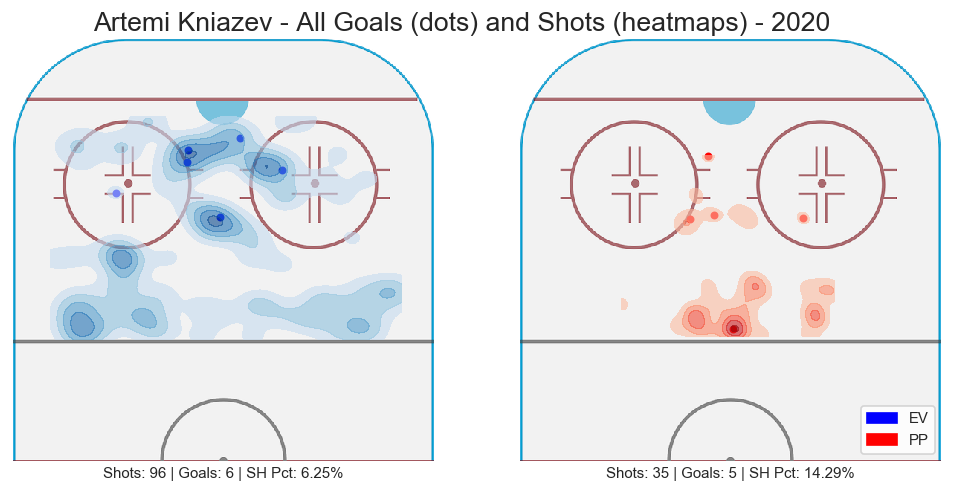 Artemi Kniazev - All Goals (dots) and Shots (heatmaps) - 2020
EV
PP
Shots: 96 | Goals: 6 | SH Pct: 6.25%
Shots: 35 | Goals: 5 | SH Pct: 14.29%